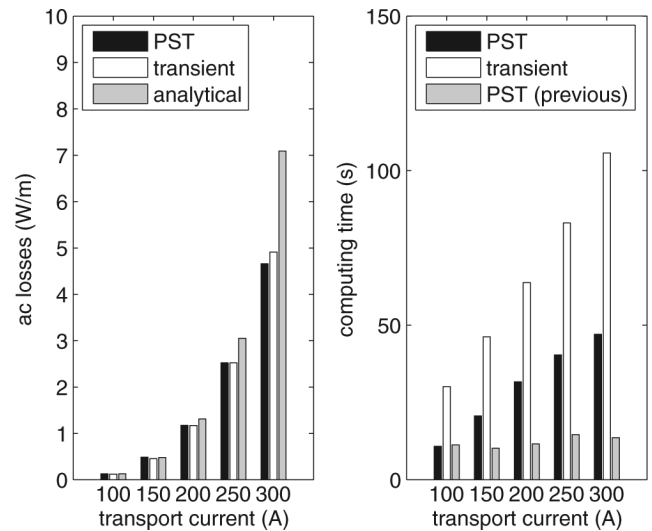 ac losses (W/m)
10
9
8
7
6
5
4
3
2
1
0
PST
transient
analytical
100 150 200 250 300
transport current (A)
computing time (s)
150
100
50
0
PST
transient
PST (previous)
100 150 200 250 300
transport current (A)